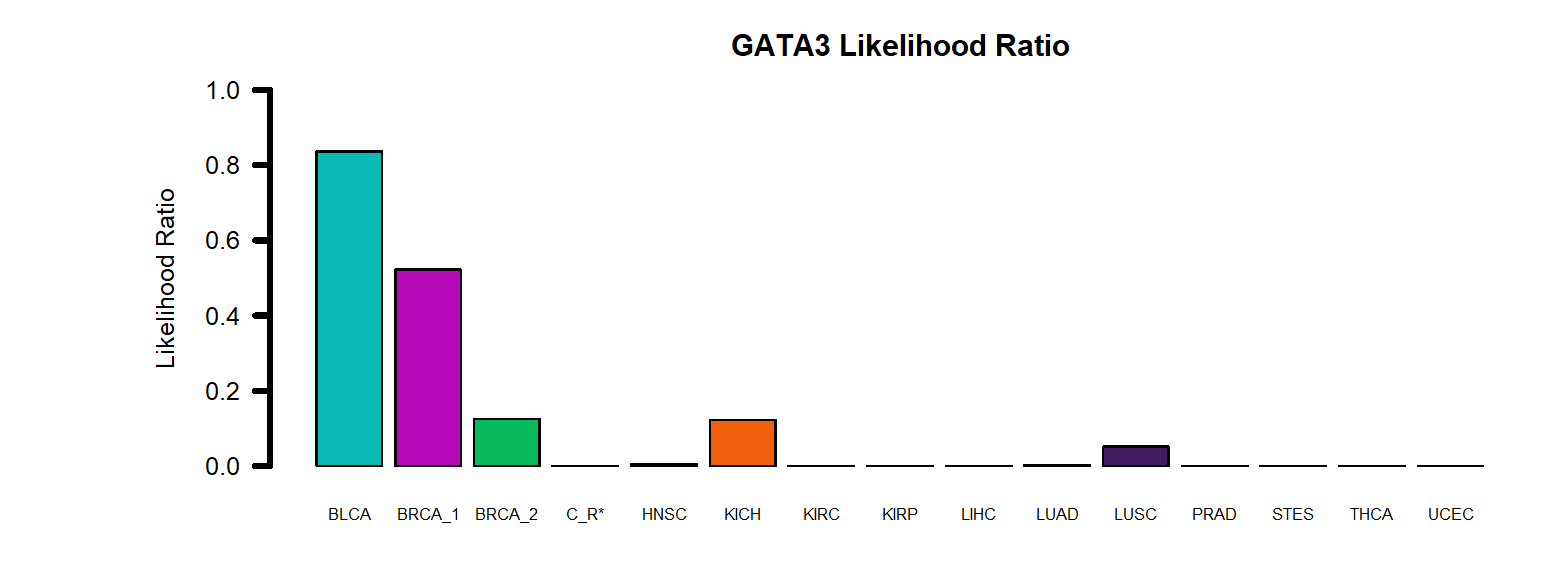 GATA3 Likelihood Ratio
Likelihood Ratio
1.0
0.8
0.6
0.4
0.2
0.0
BLCA BRCA_1 BRCA_2 C_R* HNSC KICH KIRC KIRP LIHC LUAD LUSC PRAD STES THCA UCEC